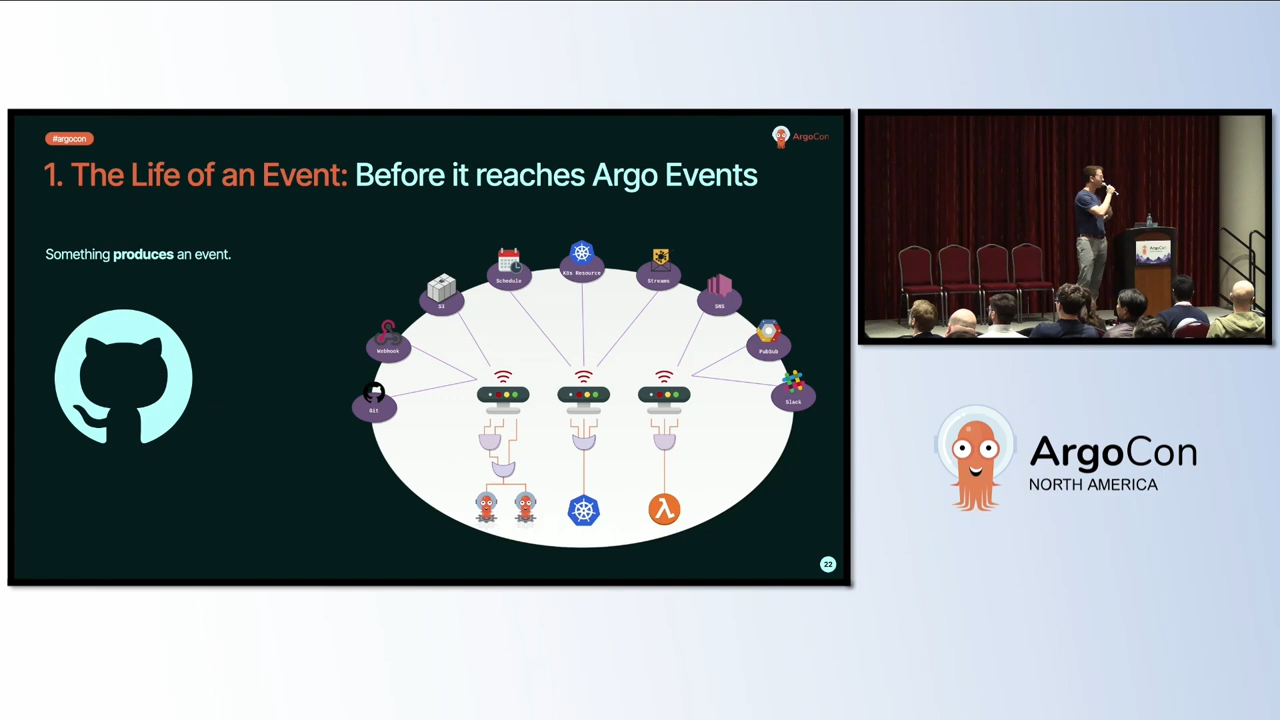 #argocon
ArgoCon
1. The Life of an Event: Before it reaches Argo Events
Something produces an event.
Git
Webhook
S3
Schedule
K8s Resource
Streams
SNS
PubSub
Slack
22
ArgoCon
ArgoCon
NORTH AMERICA